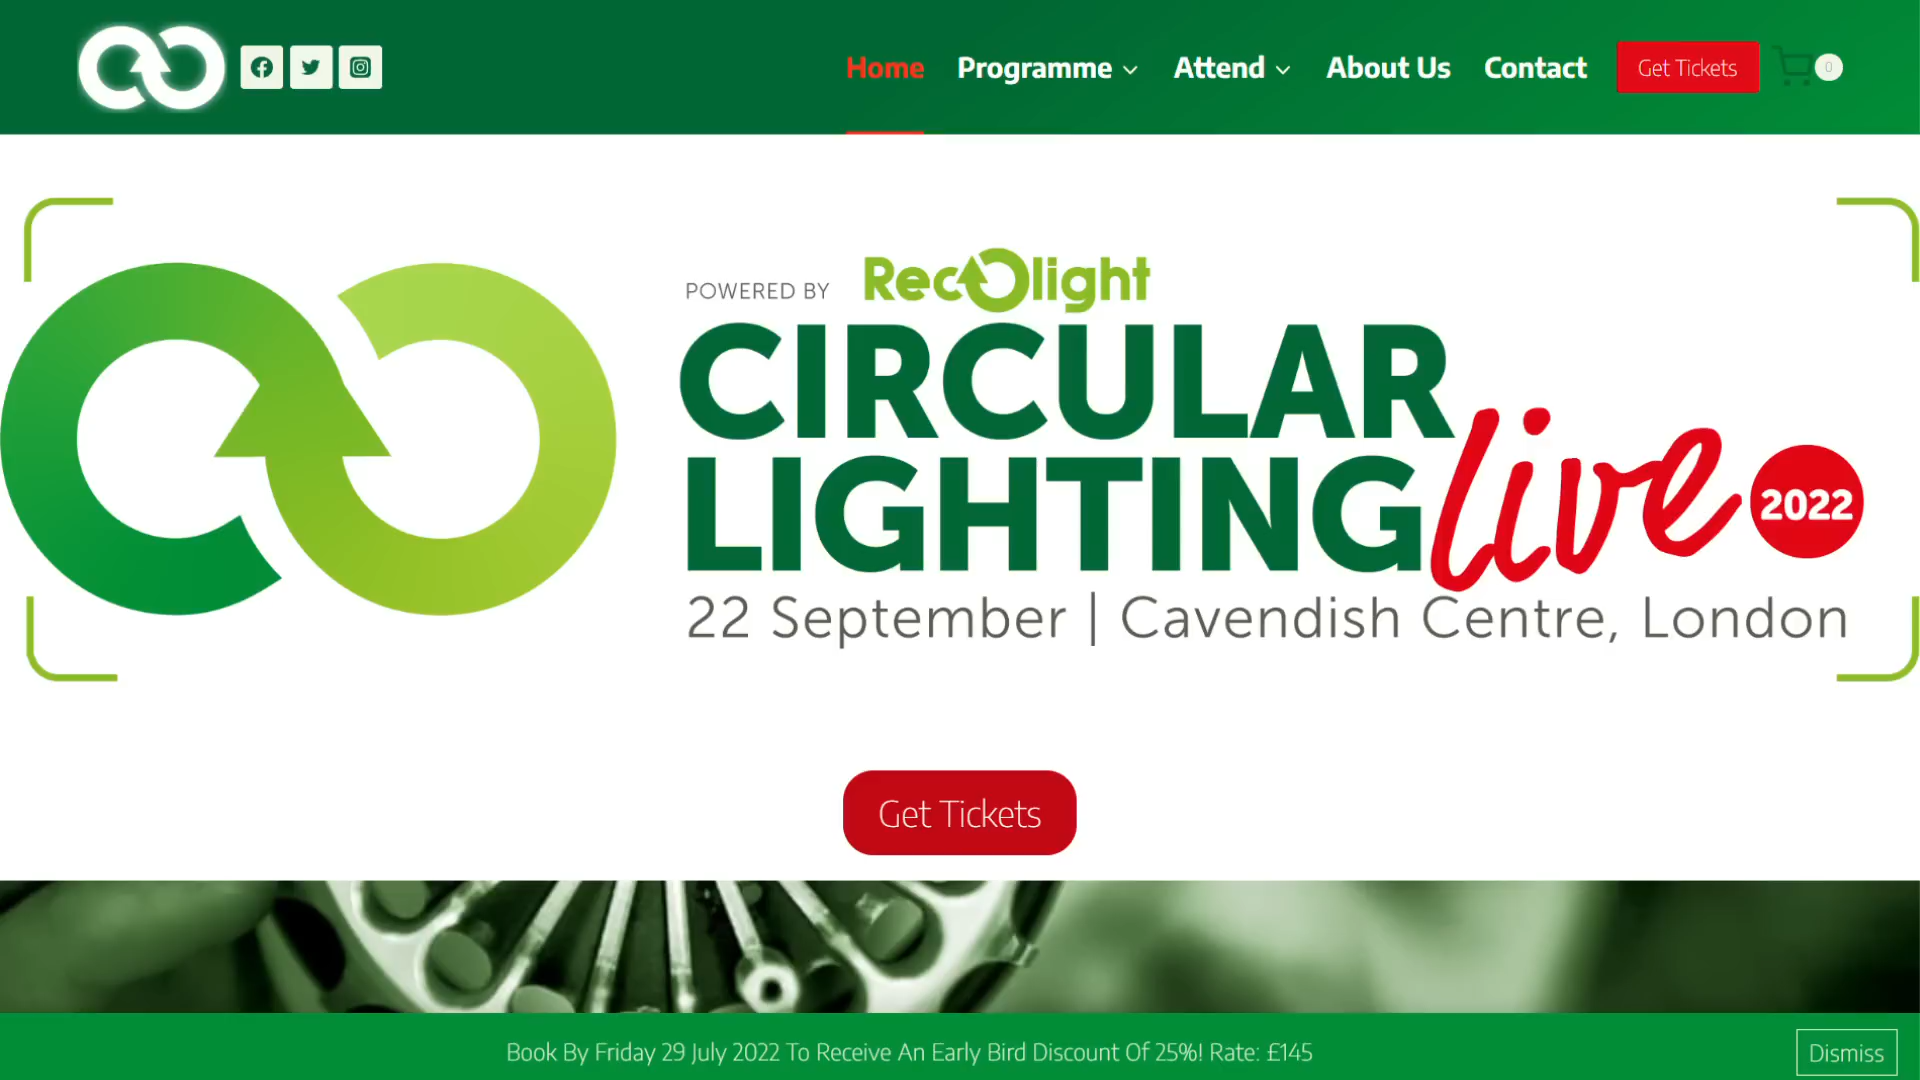 Home Programme Attend About Us Contact Get Tickets 0
POWERED BY Recolight
CIRCULAR
LIGHTING live 2022
22 September | Cavendish Centre, London
Get Tickets
Book By Friday 29 July 2022 To Receive An Early Bird Discount Of 25%! Rate: £145
Dismiss